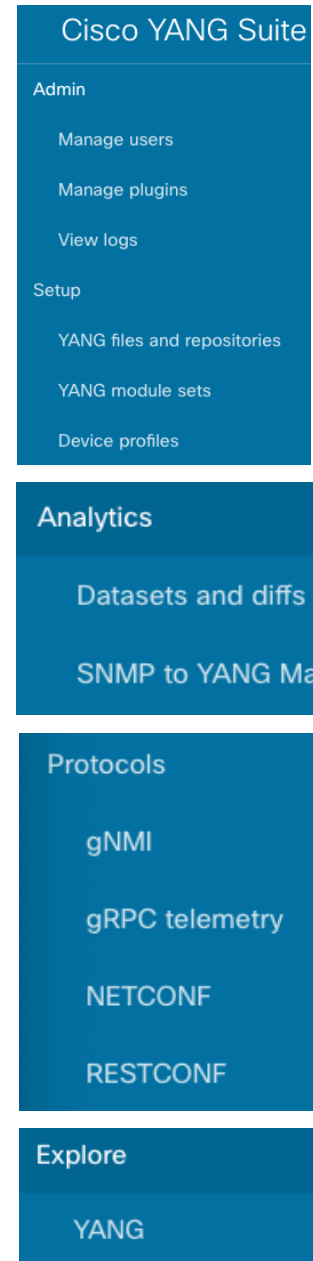 Cisco YANG Suite
Admin
Manage users
Manage plugins
View logs
Setup
YANG files and repositories
YANG module sets
Device profiles
Analytics
Datasets and diffs
SNMP to YANG Ma
Protocols
gNMI
gRPC telemetry
NETCONF
RESTCONF
Explore
YANG